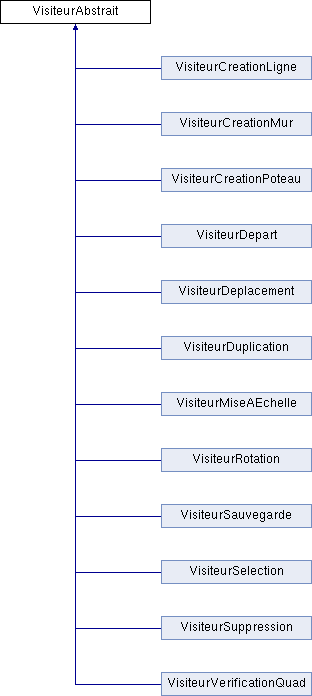 VisiteurAbstrait
VisiteurCreationLigne
VisiteurCreationMur
VisiteurCreationPoteau
VisiteurDepart
VisiteurDeplacement
VisiteurDuplication
VisiteurMiseAEchelle
VisiteurRotation
VisiteurSauvegarde
VisiteurSelection
VisiteurSuppression
VisiteurVerificationQuad